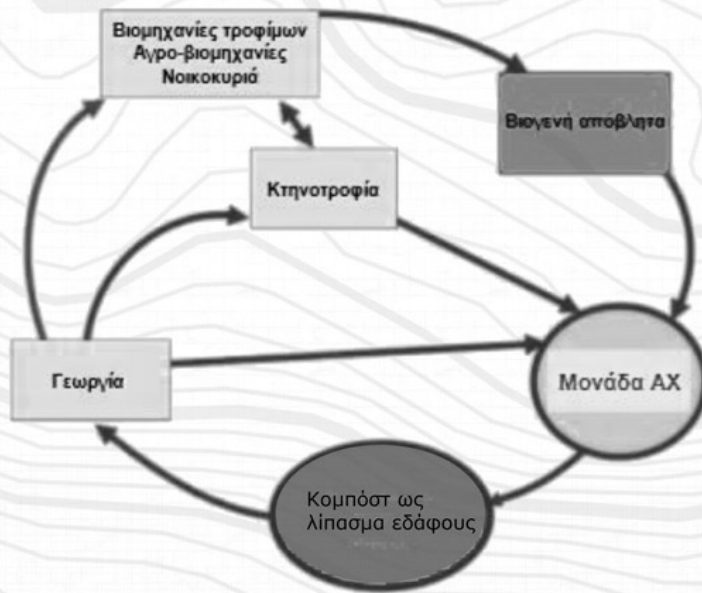 Βιομηχανίες τροφίμων
Αγρο-βιομηχανίες
Νοικοκυριά
Βιογενή απόβλητα
Κτηνοτροφία
Γεωργία
Μονάδα ΑΧ
Κομπόστ ως
λίπασμα εδάφους